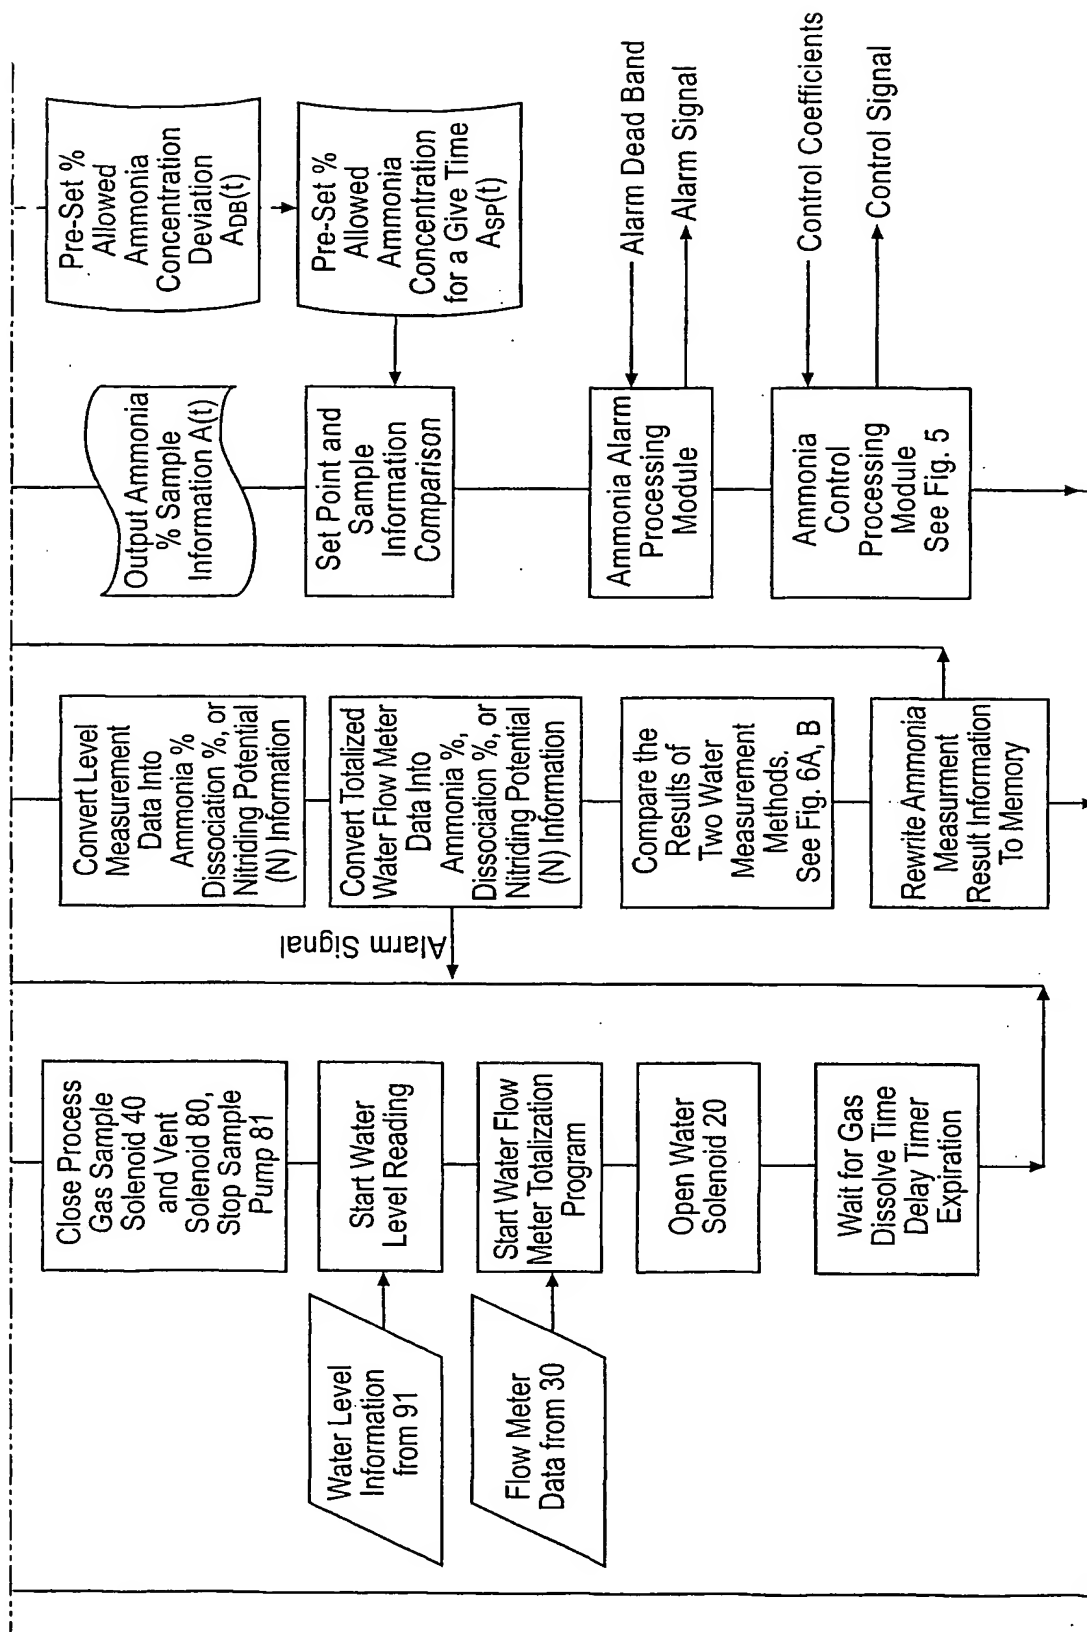 Close Process
Gas Sample
Solenoid 40
and Vent
Solenoid 80,
Stop Sample
Pump 81
Water Level
Information
from 91
Start Water
Level Reading
Flow Meter
Data from 30
Start Water Flow
Meter Totalization
Program
Open Water
Solenoid 20
Wait for Gas
Dissolve Time
Delay Timer
Expiration
Convert Level
Measurement
Data Into
Ammonia %
Dissociation %, or
Nitriding Potential
(N) Information
Convert Totalized
Water Flow Meter
Data Into
Ammonia %,
Dissociation %, or
Nitriding Potential
(N) Information
Alarm Signal
Compare the
Results of
Two Water
Measurement
Methods.
See Fig. 6A, B
Rewrite Ammonia
Measurment
Result Information
To Memory
Output Ammonia
% Sample
Information A(t)
Pre-Set %
Allowed
Ammonia
Concentration
Deviation
ADB(t)
Pre-Set %
Allowed
Ammonia
Concentration
for a Give Time
ASP(t)
Set Point and
Sample
Information
Comparison
Ammonia Alarm
Processing
Module
Alarm Dead Band
Alarm Signal
Ammonia
Control
Processing
Module
See Fig. 5
Control Coefficients
Control Signal